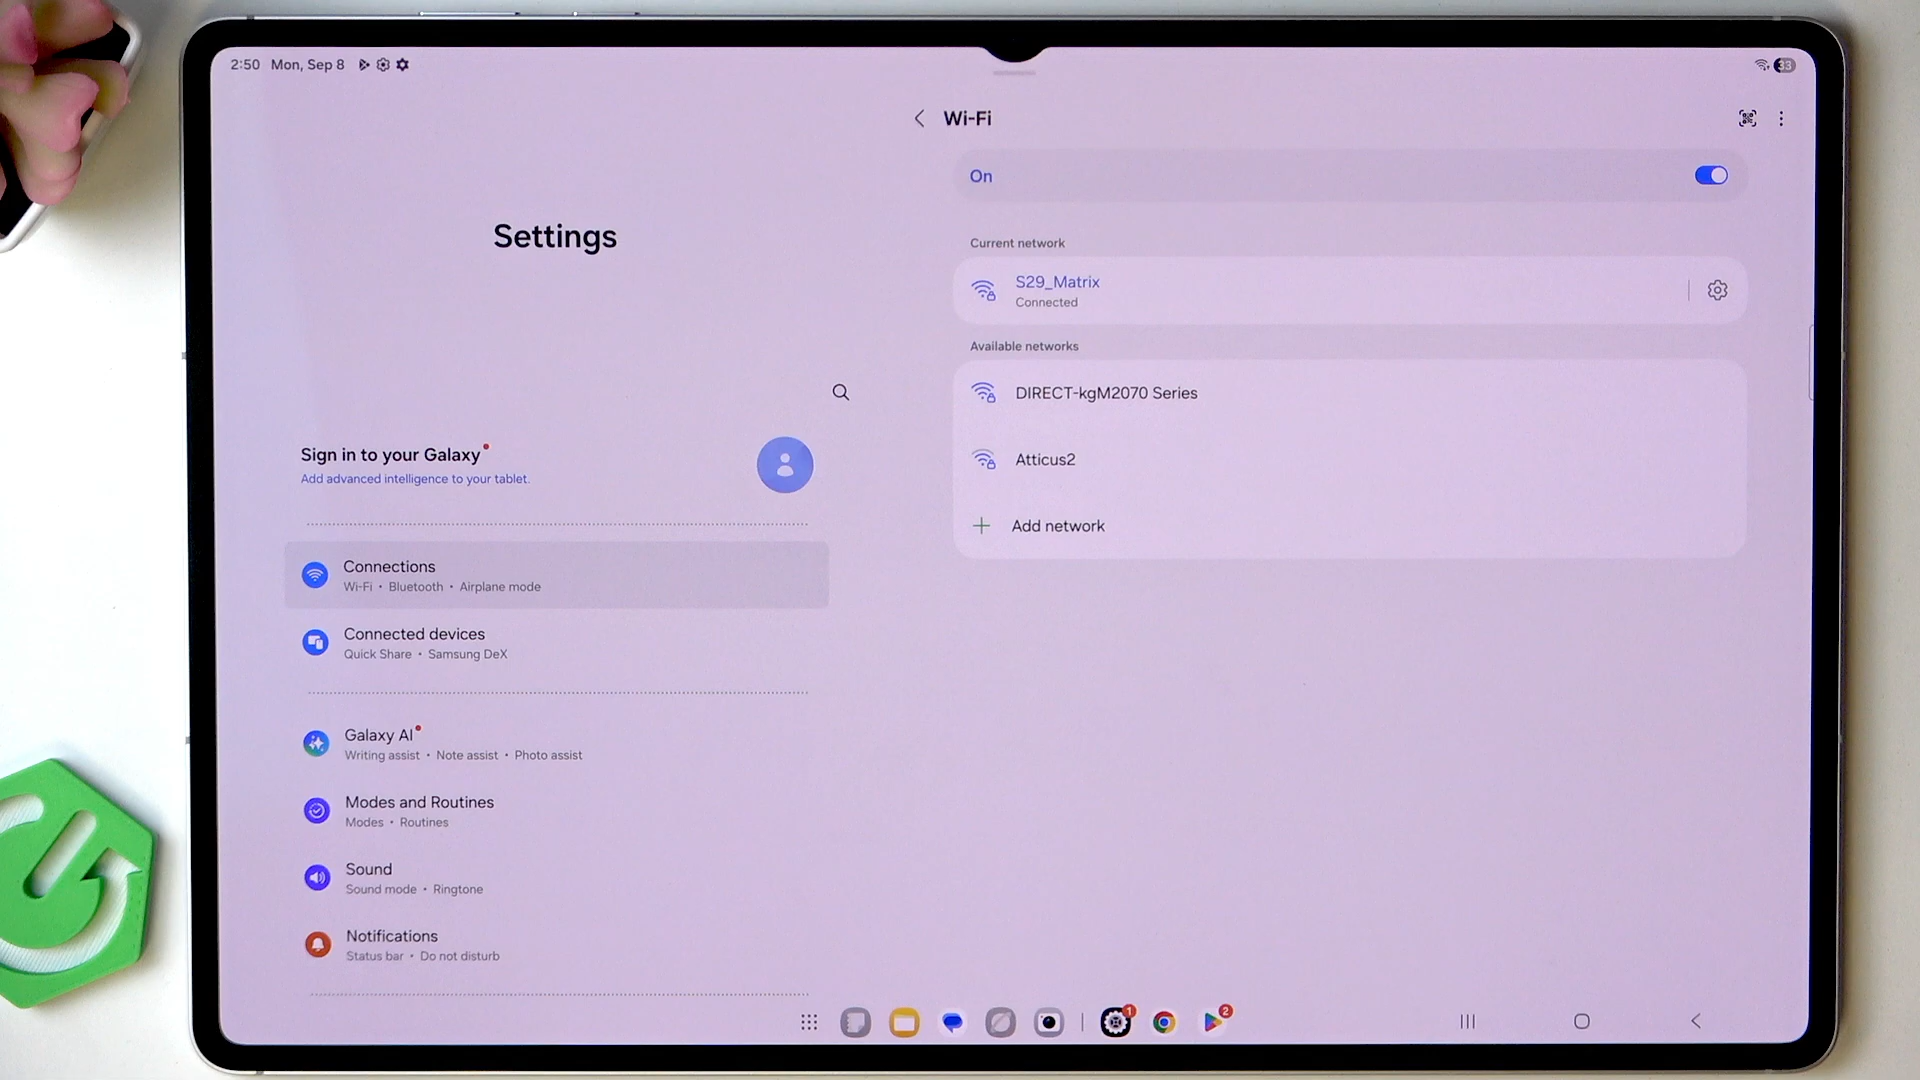 2:50 Mon, Sep 8
33
Wi-Fi
On
Settings
Current network
S29_Matrix
Connected
Available networks
DIRECT-kgM2070 Series
Atticus2
Add network
Sign in to your Galaxy
Add advanced intelligence to your tablet.
Connections
Wi-Fi • Bluetooth • Airplane mode
Connected devices
Quick Share • Samsung DeX
Galaxy AI
Writing assist • Note assist • Photo assist
Modes and Routines
Modes • Routines
Sound
Sound mode • Ringtone
Notifications
Status bar • Do not disturb
1
2